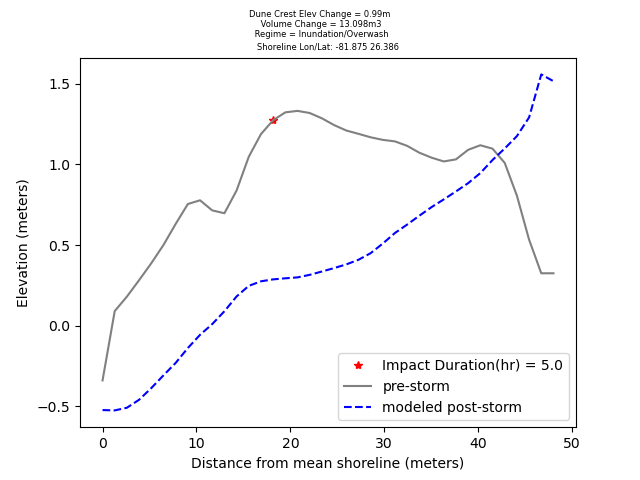 Dune Crest Elev Change = 0.99m
Volume Change = 13.098m3
Regime = Inundation/Overwash
Shoreline Lon/Lat: -81.875 26.386
1.5
1.0
0.5
0.0
−0.5
Elevation (meters)
Impact Duration(hr) = 5.0
pre-storm
modeled post-storm
0 10 20 30 40 50
Distance from mean shoreline (meters)